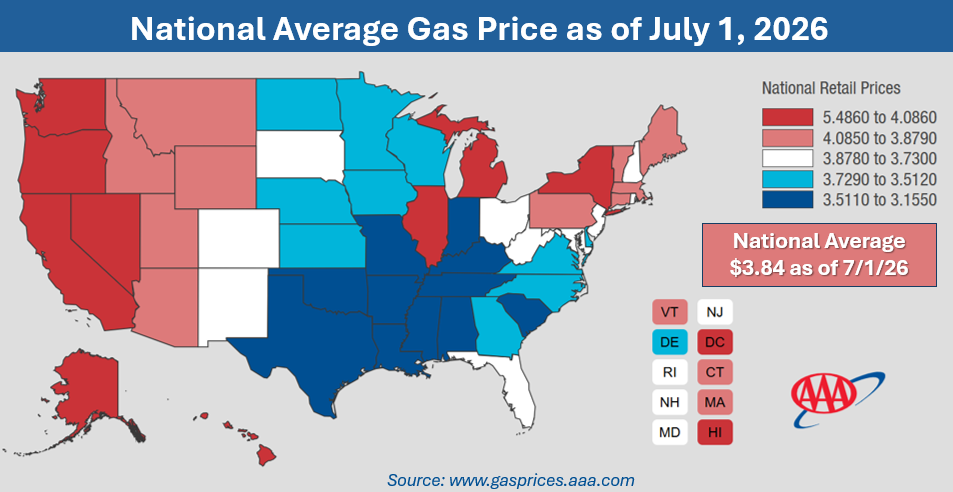 National Average Gas Price as of July 1, 2026
National Retail Prices
5.4860 to 4.0860
4.0850 to 3.8790
3.8780 to 3.7300
3.7290 to 3.5120
3.5110 to 3.1550
National Average
$3.84 as of 7/1/26
VT NJ
DE DC
RI CT
NH MA
MD HI
AAA
Source: www.gasprices.aaa.com